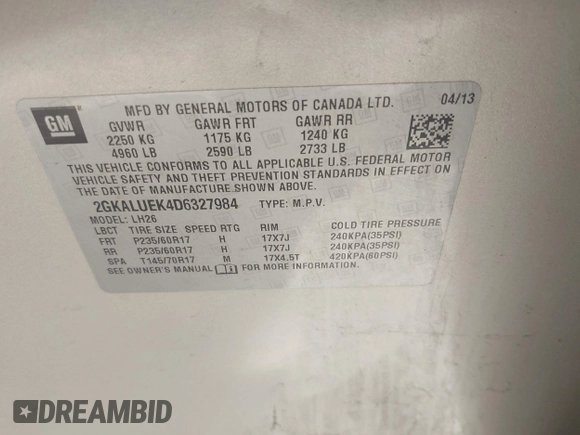 MFD BY GENERAL MOTORS OF CANADA LTD. 04/13
GM
GVWR GAWR FRT GAWR RR
2250 KG 1175 KG 1240 KG
4960 LB 2590 LB 2733 LB
THIS VEHICLE CONFORMS TO ALL APPLICABLE U.S. FEDERAL MOTOR
VEHICLE SAFETY AND THEFT PREVENTION STANDARDS IN EFFECT ON
THE DATE OF MANUFACTURE SHOWN ABOVE.
2GKALUEK4D6327984 TYPE: M.P.V.
MODEL: LH26
LBCT TIRE SIZE SPEED RTG RIM COLD TIRE PRESSURE
FRT P235/60R17 H 17X7J 240KPA(35PSI)
RR P235/60R17 H 17X7J 240KPA(35PSI)
SPA T145/70R17 M 17X4.5T 420KPA(60PSI)
SEE OWNER'S MANUAL FOR MORE INFORMATION.
DREAMBID